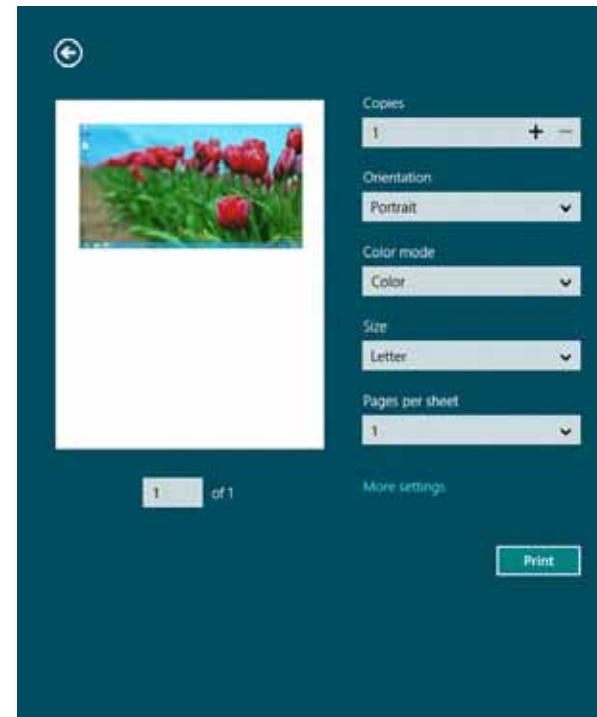 Copies
1
Orientation
Portrait
Color mode
Color
Size
Letter
Pages per sheet
1
More settings
1 of 1
Print